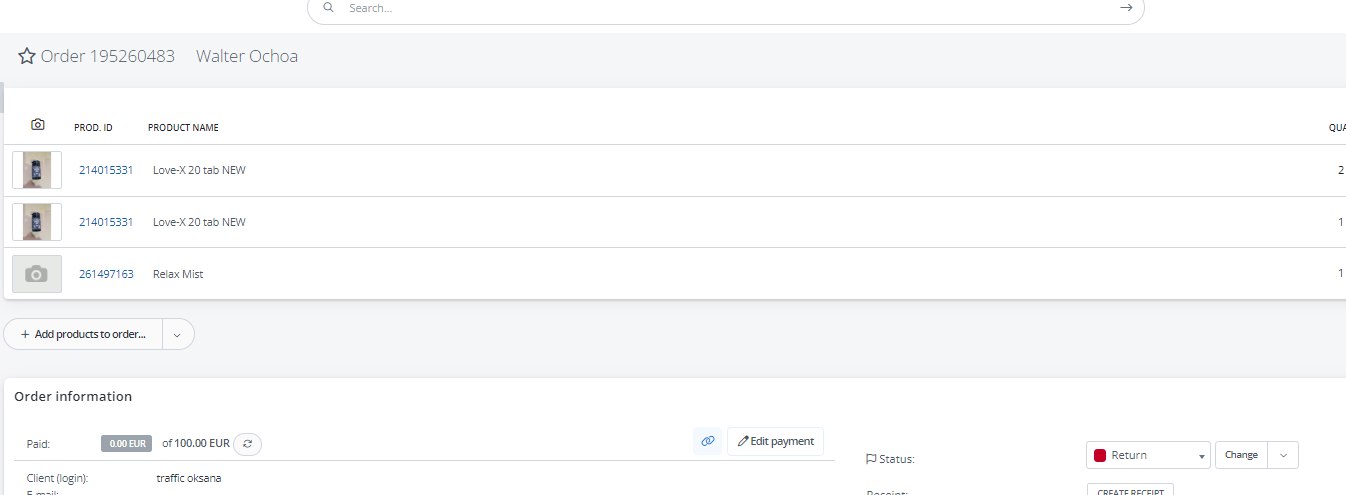 Search...
Order 195260483 Walter Ochoa
PROD. ID PRODUCT NAME QUA
214015331 Love-X 20 tab NEW 2
214015331 Love-X 20 tab NEW 1
261497163 Relax Mist 1
+ Add products to order...
Order information
Paid: 0.00 EUR of 100.00 EUR Edit payment
Status: Return Change
Client (login): traffic oksana
E-mail:
Receipt: CREATE RECEIPT